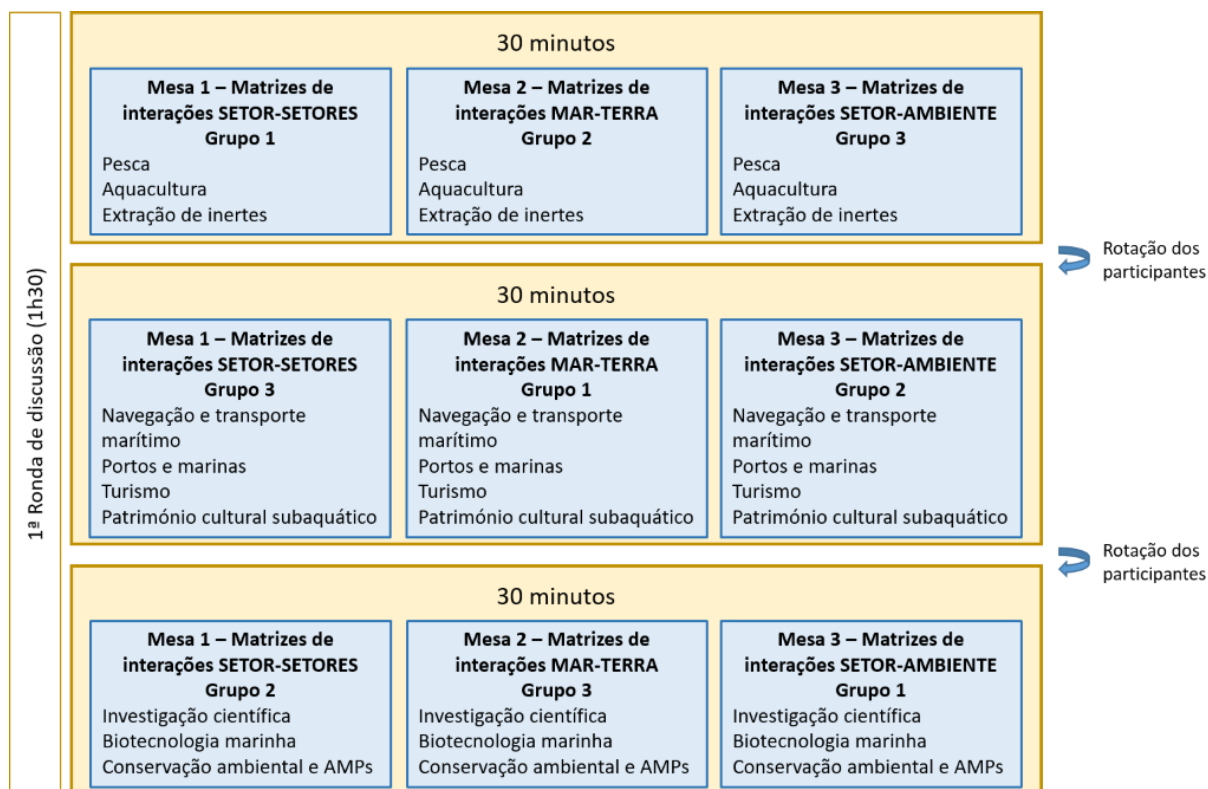 1ª Ronda de discussão (1h30)
30 minutos
Mesa 1 – Matrizes de
interações SETOR-SETORES
Grupo 1
Pesca
Aquacultura
Extração de inertes
Mesa 2 – Matrizes de
interações MAR-TERRA
Grupo 2
Pesca
Aquacultura
Extração de inertes
Mesa 3 – Matrizes de
interações SETOR-AMBIENTE
Grupo 3
Pesca
Aquacultura
Extração de inertes
Rotação dos
participantes
30 minutos
Mesa 1 – Matrizes de
interações SETOR-SETORES
Grupo 3
Navegação e transporte
marítimo
Portos e marinas
Turismo
Património cultural subaquático
Mesa 2 – Matrizes de
interações MAR-TERRA
Grupo 1
Navegação e transporte
marítimo
Portos e marinas
Turismo
Património cultural subaquático
Mesa 3 – Matrizes de
interações SETOR-AMBIENTE
Grupo 2
Navegação e transporte
marítimo
Portos e marinas
Turismo
Património cultural subaquático
Rotação dos
participantes
30 minutos
Mesa 1 – Matrizes de
interações SETOR-SETORES
Grupo 2
Investigação científica
Biotecnologia marinha
Conservação ambiental e AMPs
Mesa 2 – Matrizes de
interações MAR-TERRA
Grupo 3
Investigação científica
Biotecnologia marinha
Conservação ambiental e AMPs
Mesa 3 – Matrizes de
interações SETOR-AMBIENTE
Grupo 1
Investigação científica
Biotecnologia marinha
Conservação ambiental e AMPs